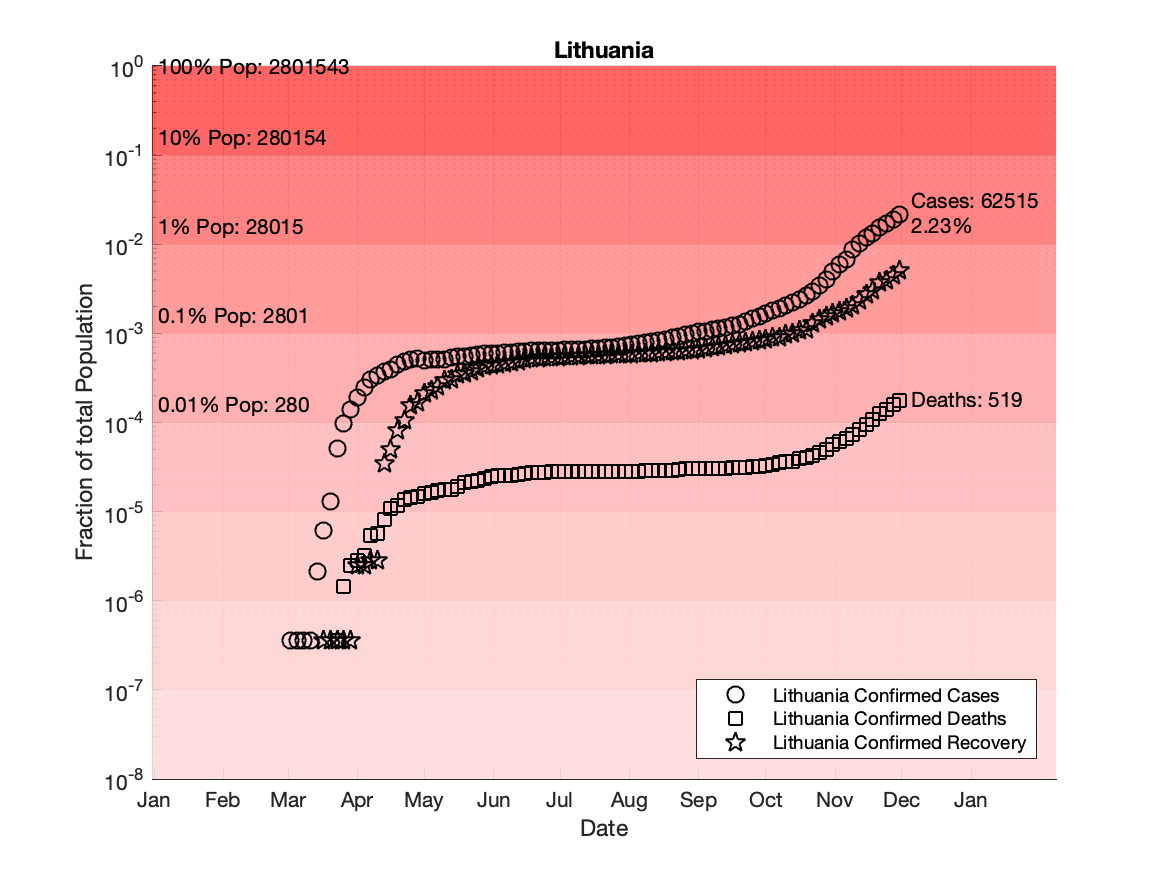 Lithuania
10^0
100% Pop: 2801543
10% Pop: 280154
10^-1
Cases: 62515
1% Pop: 28015
2.23%
10^-2
0.1% Pop: 2801
10^-3
0.01% Pop: 280
Deaths: 519
10^-4
10^-5
10^-6
10^-7
10^-8
Fraction of total Population
Lithuania Confirmed Cases
Lithuania Confirmed Deaths
Lithuania Confirmed Recovery
Jan Feb Mar Apr May Jun Jul Aug Sep Oct Nov Dec Jan
Date